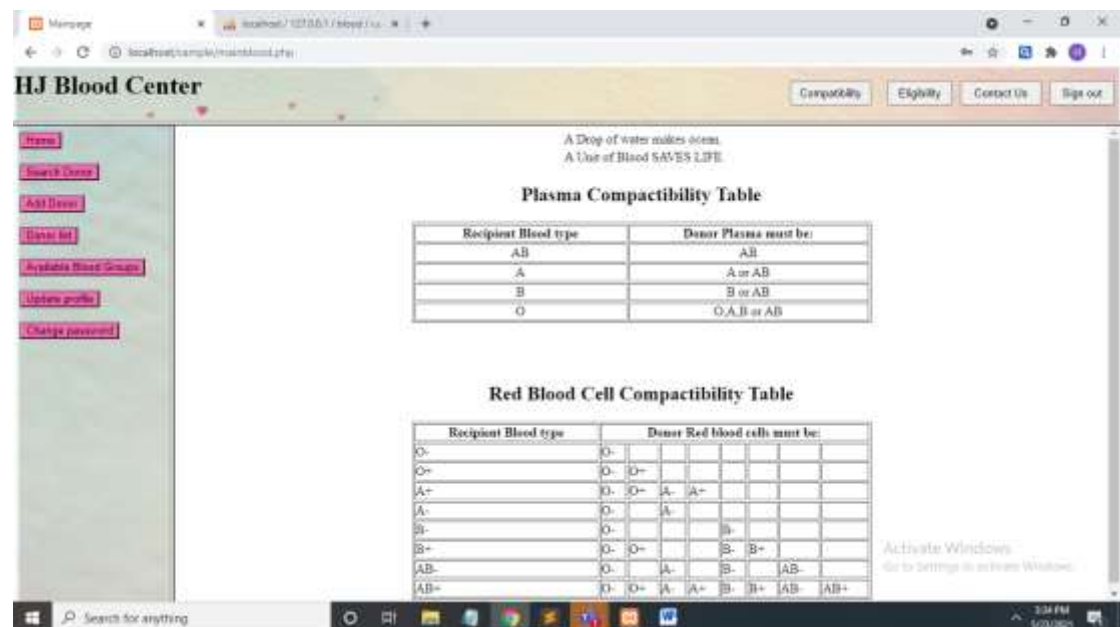 Mainpage
localhost / 127.0.0.1 / blood /
localhost/sample/mainblood.php
HJ Blood Center
Compatibility Eligibility Contact Us Sign out
Home
Search Donor
Add Donor
Donor list
Available Blood Groups
Update profile
Change password
A Drop of water makes ocean,
A Unit of Blood SAVES LIFE.
Plasma Compactibility Table
Recipient Blood type Donor Plasma must be:
AB AB
A A or AB
B B or AB
O O,A,B or AB
Red Blood Cell Compactibility Table
Recipient Blood type Donor Red blood cells must be:
O- O-
O+ O- O+
A+ O- O+ A- A+
A- O- A-
B- O- B-
B+ O- O+ B- B+
AB- O- A- B- AB-
AB+ O- O+ A- A+ B- B+ AB- AB+
Activate Windows
Go to Settings to activate Windows.
Search for anything
3:34 PM